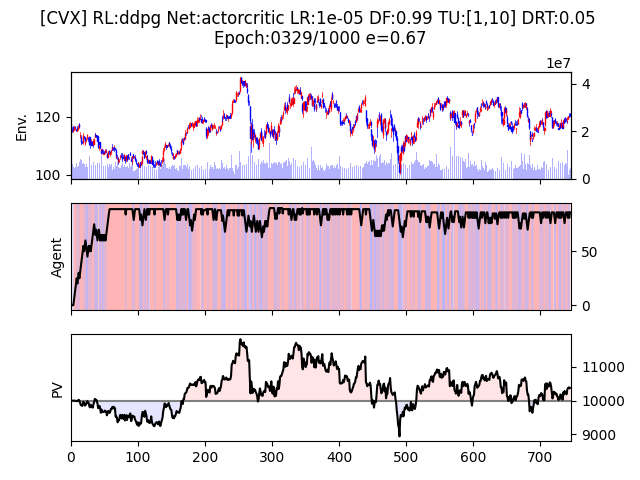 [CVX] RL:ddpg Net:actorcritic LR:1e-05 DF:0.99 TU:[1,10] DRT:0.05
Epoch:0329/1000 e=0.67
1e7
Env.
120
100
4
2
0
Agent
50
0
PV
11000
10000
9000
0 100 200 300 400 500 600 700